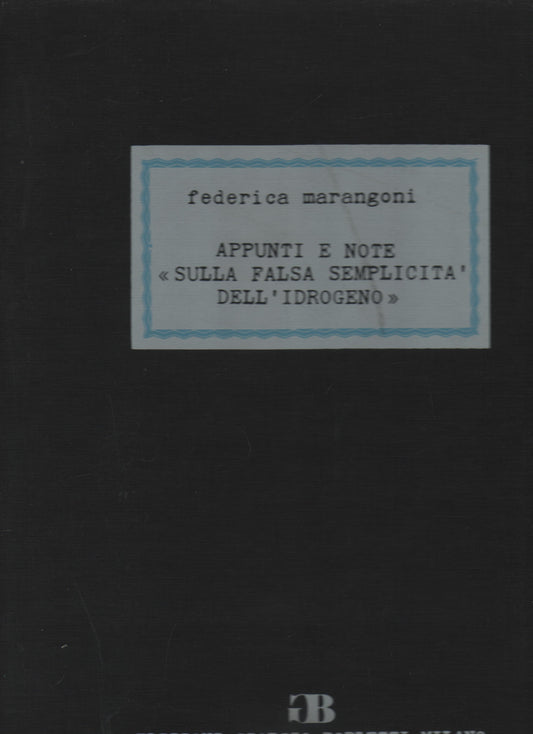 federica marangoni
APPUNTI E NOTE
«SULLA FALSA SEMPLICITA'
DELL'IDROGENO»
GB